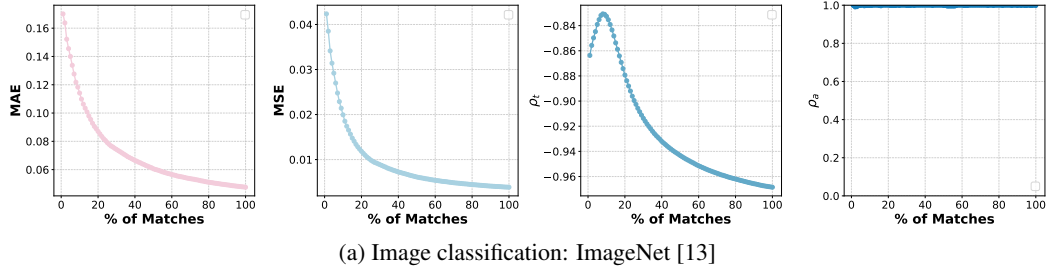 MAE
0.16
0.14
0.12
0.10
0.08
0.06
0 20 40 60 80 100
% of Matches
MSE
0.04
0.03
0.02
0.01
0 20 40 60 80 100
% of Matches
ρt
−0.84
−0.86
−0.88
−0.90
−0.92
−0.94
−0.96
0 20 40 60 80 100
% of Matches
ρa
1.0
0.8
0.6
0.4
0.2
0.0
0 20 40 60 80 100
% of Matches
(a) Image classification: ImageNet [13]